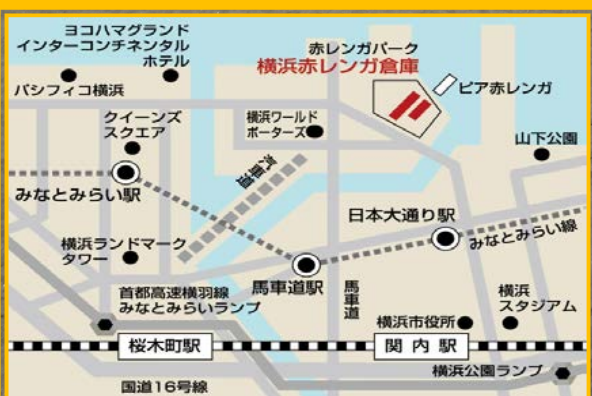 ヨコハマグランド
インターコンチネンタル
ホテル
パシフィコ横浜
赤レンガパーク
横浜赤レンガ倉庫
ピア赤レンガ
クイーンズ
スクエア
横浜ワールド
ポーターズ
山下公園
汽車道
みなとみらい駅
日本大通り駅
みなとみらい線
横浜ランドマーク
タワー
馬車道駅
馬車道
首都高速横羽線
みなとみらいランプ
横浜
スタジアム
横浜市役所
桜木町駅
関内駅
横浜公園ランプ
国道16号線